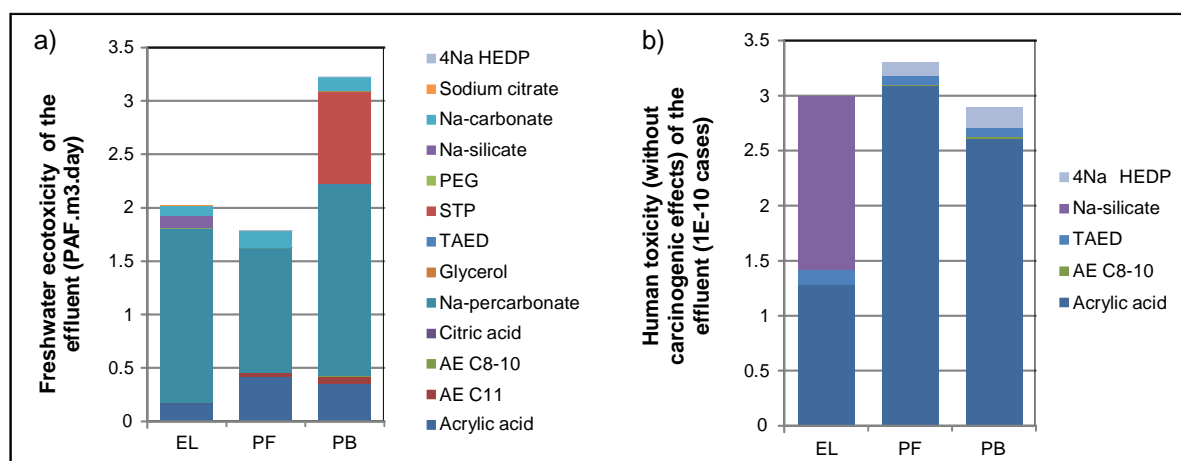 a)
Freshwater ecotoxicity of the
effluent (PAF.m3.day)
3.5
3
2.5
2
1.5
1
0.5
0
EL PF PB
4Na HEDP
Sodium citrate
Na-carbonate
Na-silicate
PEG
STP
TAED
Glycerol
Na-percarbonate
Citric acid
AE C8-10
AE C11
Acrylic acid
b)
Human toxicity (without
carcinogenic effects) of the
effluent (1E-10 cases)
3.5
3
2.5
2
1.5
1
0.5
0
EL PF PB
4Na HEDP
Na-silicate
TAED
AE C8-10
Acrylic acid